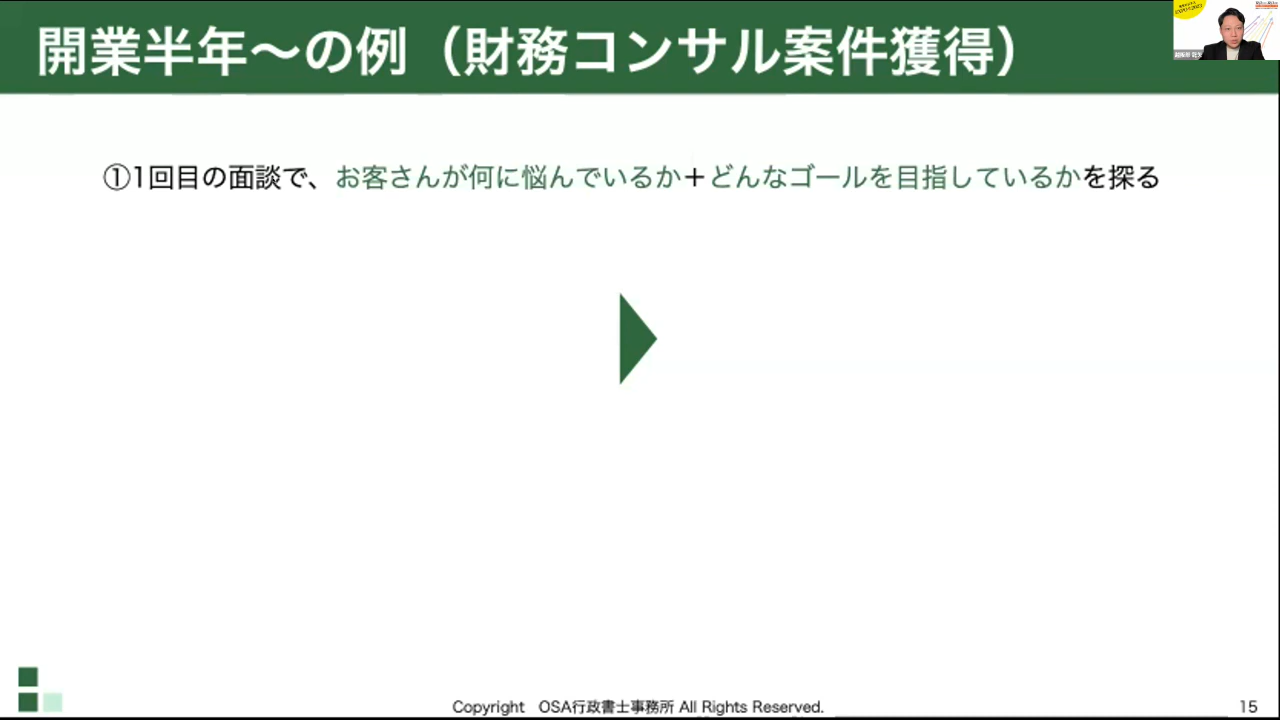 開業半年〜の例（財務コンサル案件獲得）
①1回目の面談で、お客さんが何に悩んでいるか＋どんなゴールを目指しているかを探る
Copyright OSA行政書士事務所 All Rights Reserved.
15